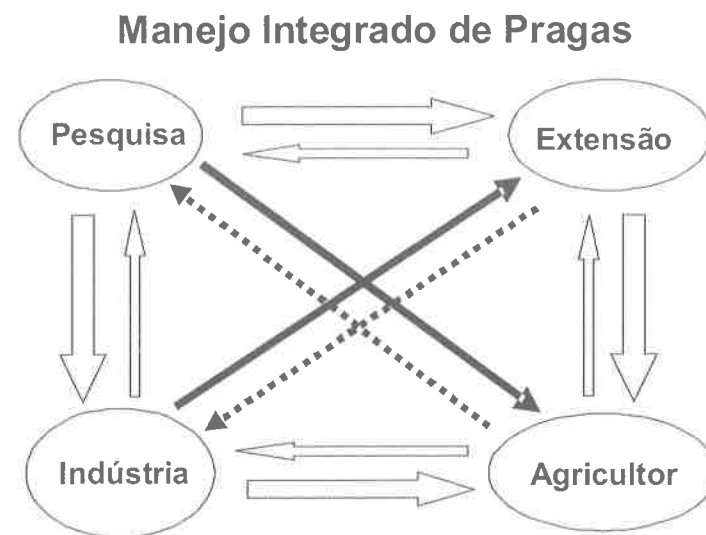 Manejo Integrado de Pragas
Pesquisa
Extensão
Indústria
Agricultor